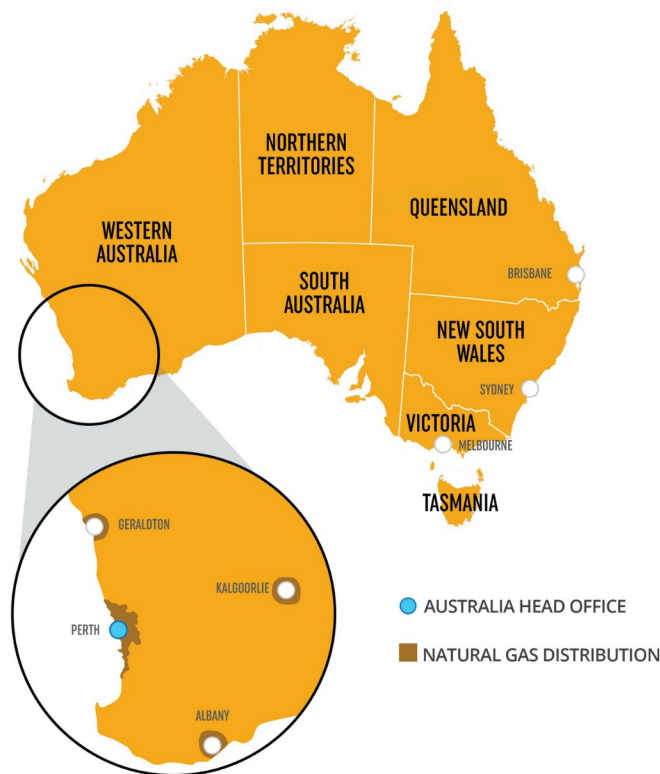 NORTHERN
TERRITORIES
QUEENSLAND
WESTERN
AUSTRALIA
SOUTH
AUSTRALIA
BRISBANE
NEW SOUTH
WALES
SYDNEY
VICTORIA
MELBOURNE
TASMANIA
GERALDTON
KALGOORLIE
PERTH
ALBANY
AUSTRALIA HEAD OFFICE
NATURAL GAS DISTRIBUTION